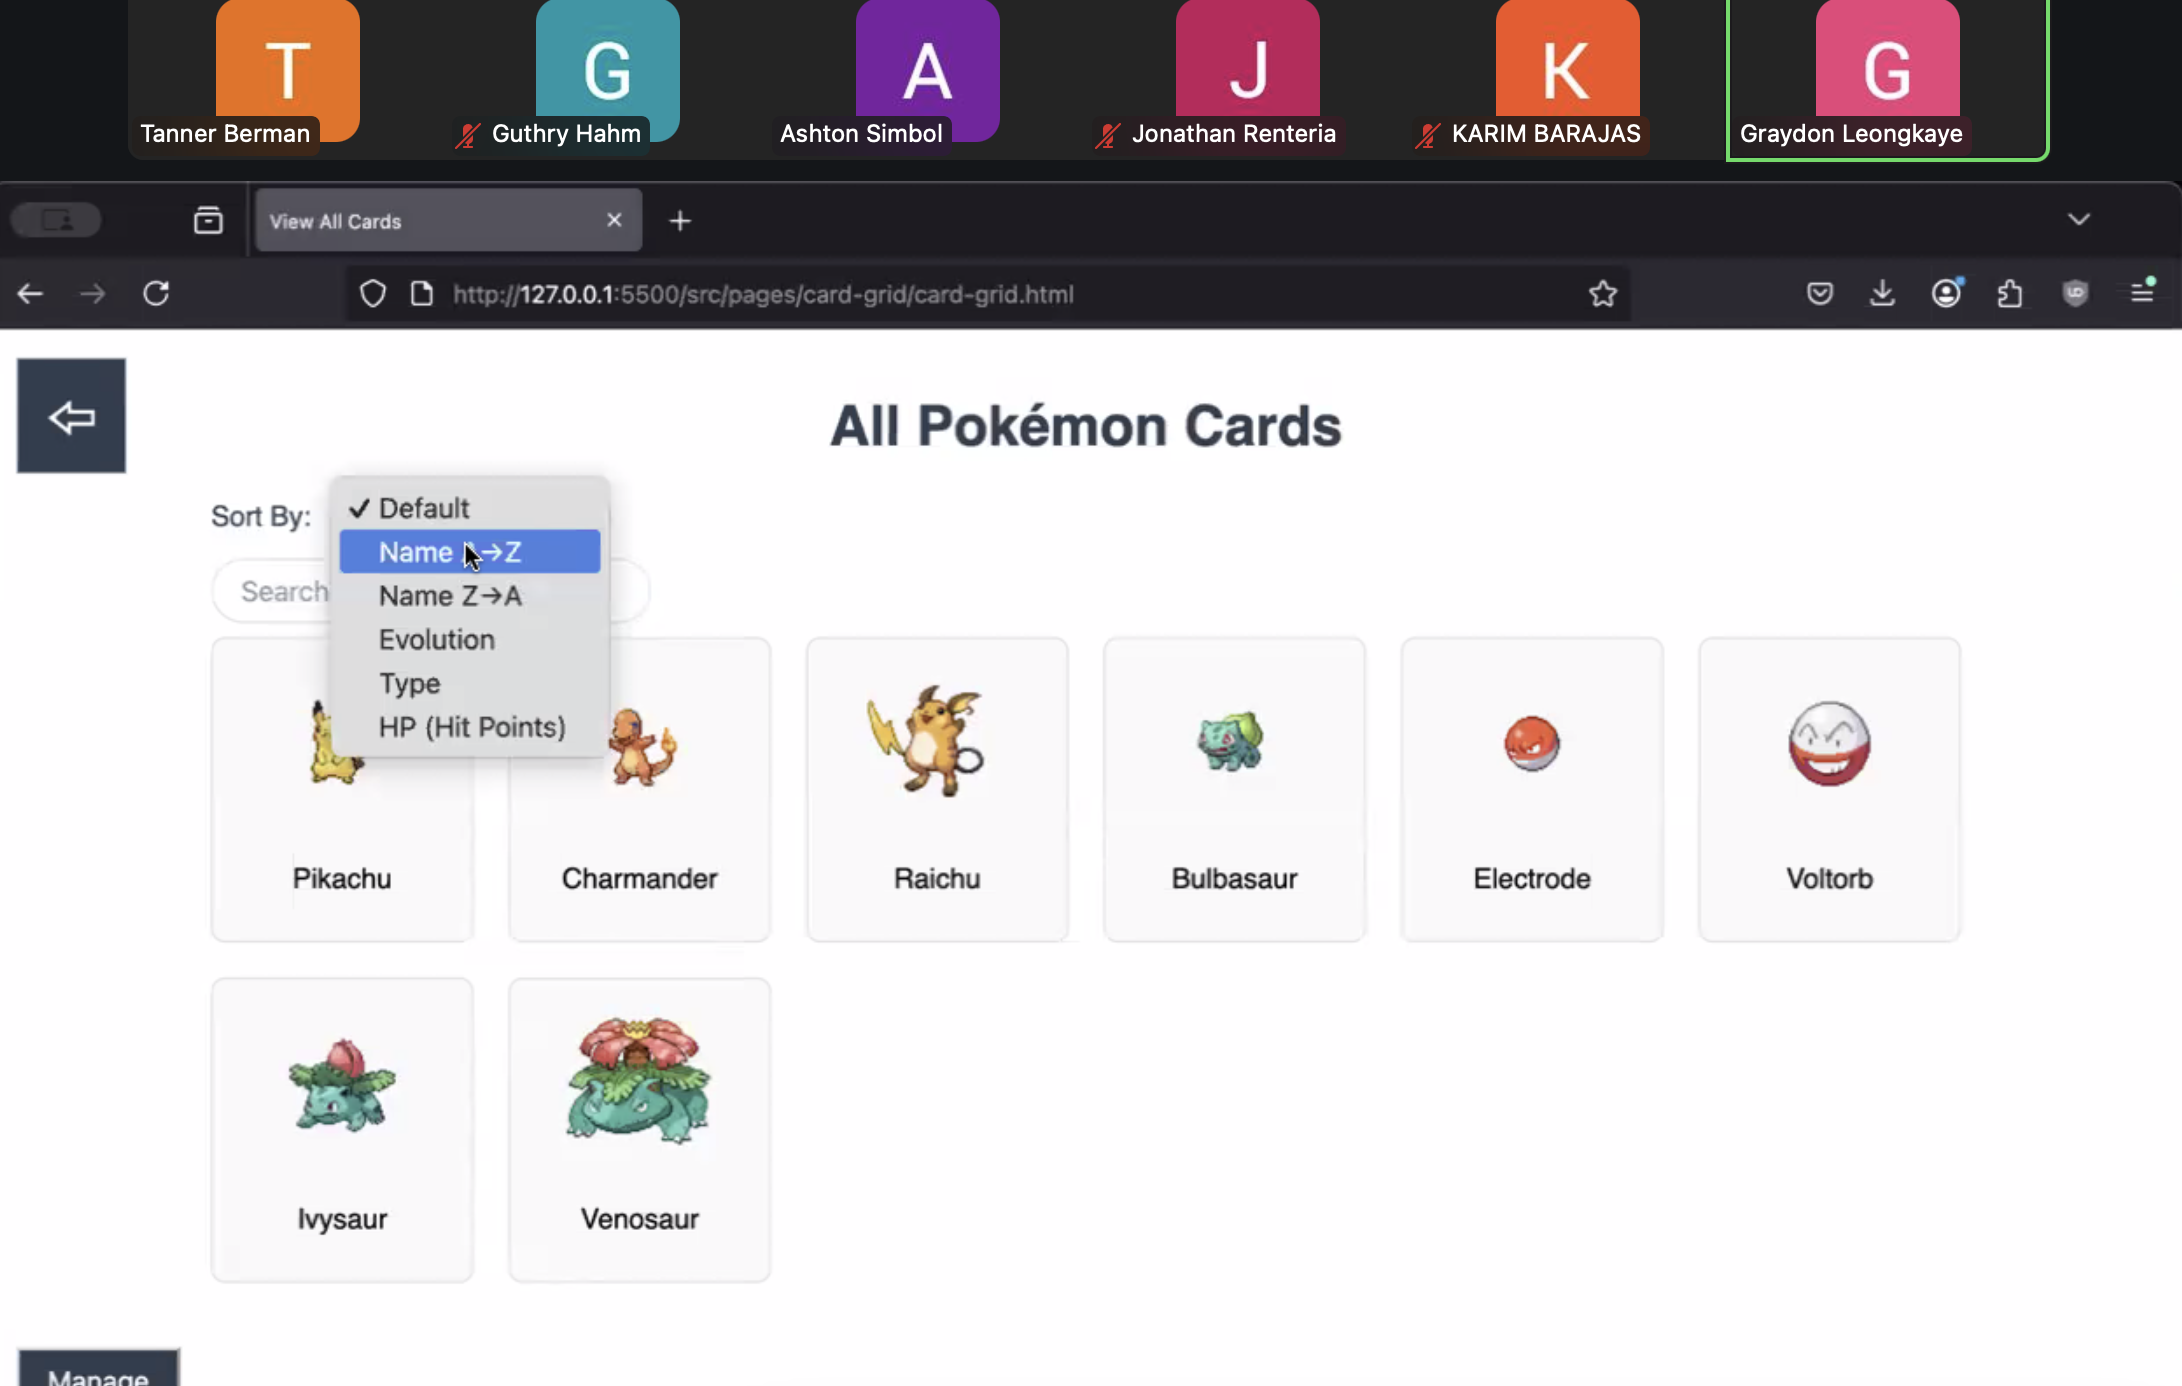 T
G
A
J
K
G
Tanner Berman
Guthry Hahm
Ashton Simbol
Jonathan Renteria
KARIM BARAJAS
Graydon Leongkaye
View All Cards
http://127.0.0.1:5500/src/pages/card-grid/card-grid.html
All Pokémon Cards
Sort By:
Default
Name →Z
Name Z→A
Evolution
Type
HP (Hit Points)
Search
Pikachu
Charmander
Raichu
Bulbasaur
Electrode
Voltorb
Ivysaur
Venosaur
Manage